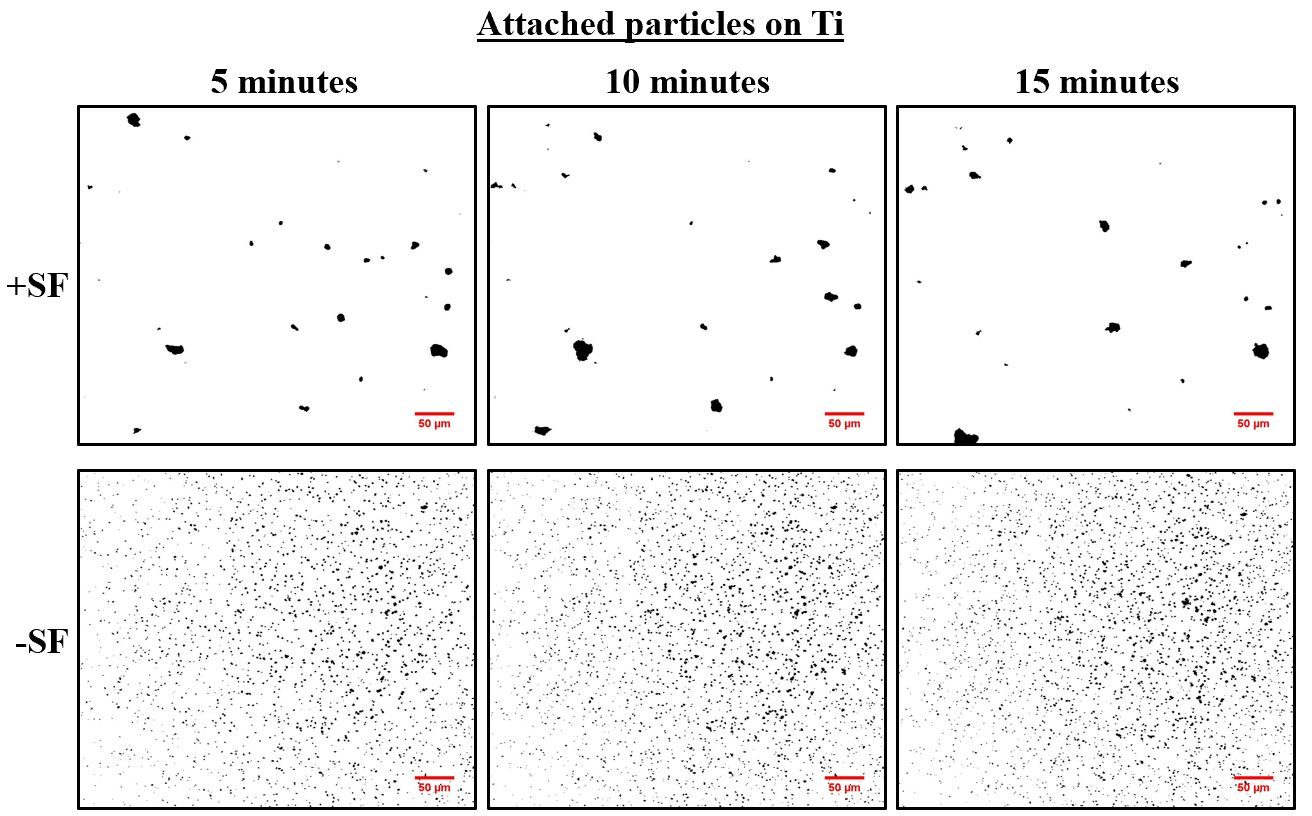 Attached particles on Ti
5 minutes 10 minutes 15 minutes
+SF
50 µm 50 µm 50 µm
-SF
50 µm 50 µm 50 µm